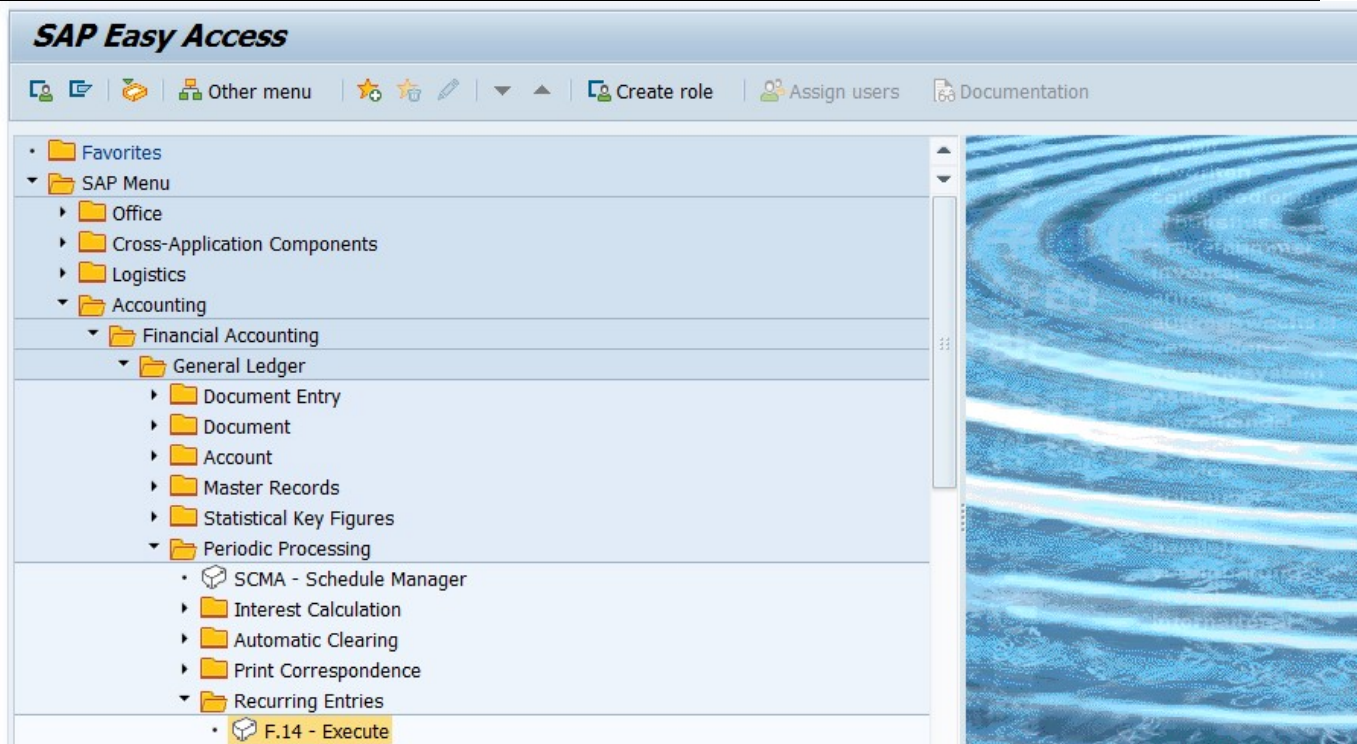 SAP Easy Access
Other menu Create role Assign users Documentation
Favorites
SAP Menu
Office
Cross-Application Components
Logistics
Accounting
Financial Accounting
General Ledger
Document Entry
Document
Account
Master Records
Statistical Key Figures
Periodic Processing
SCMA - Schedule Manager
Interest Calculation
Automatic Clearing
Print Correspondence
Recurring Entries
F.14 - Execute